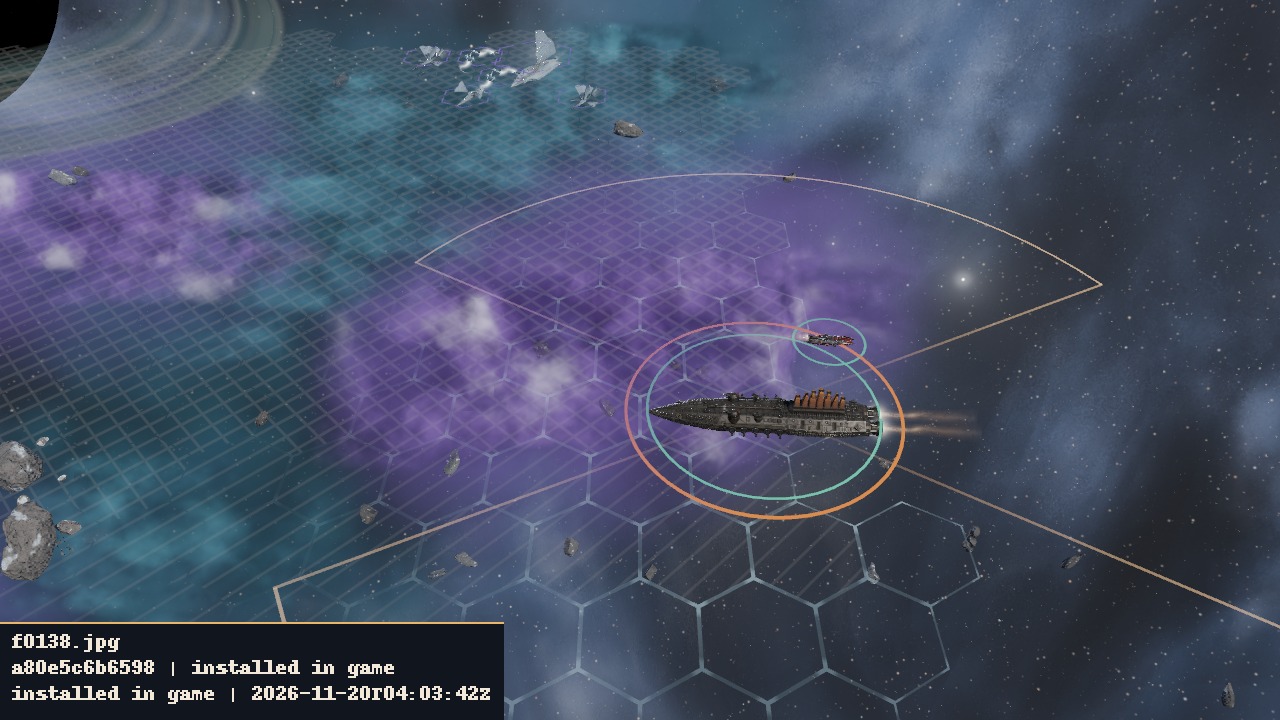 f0138.jpg
a80e5c6b6598 | installed in game
installed in game | 2026-11-20T04:03:42z